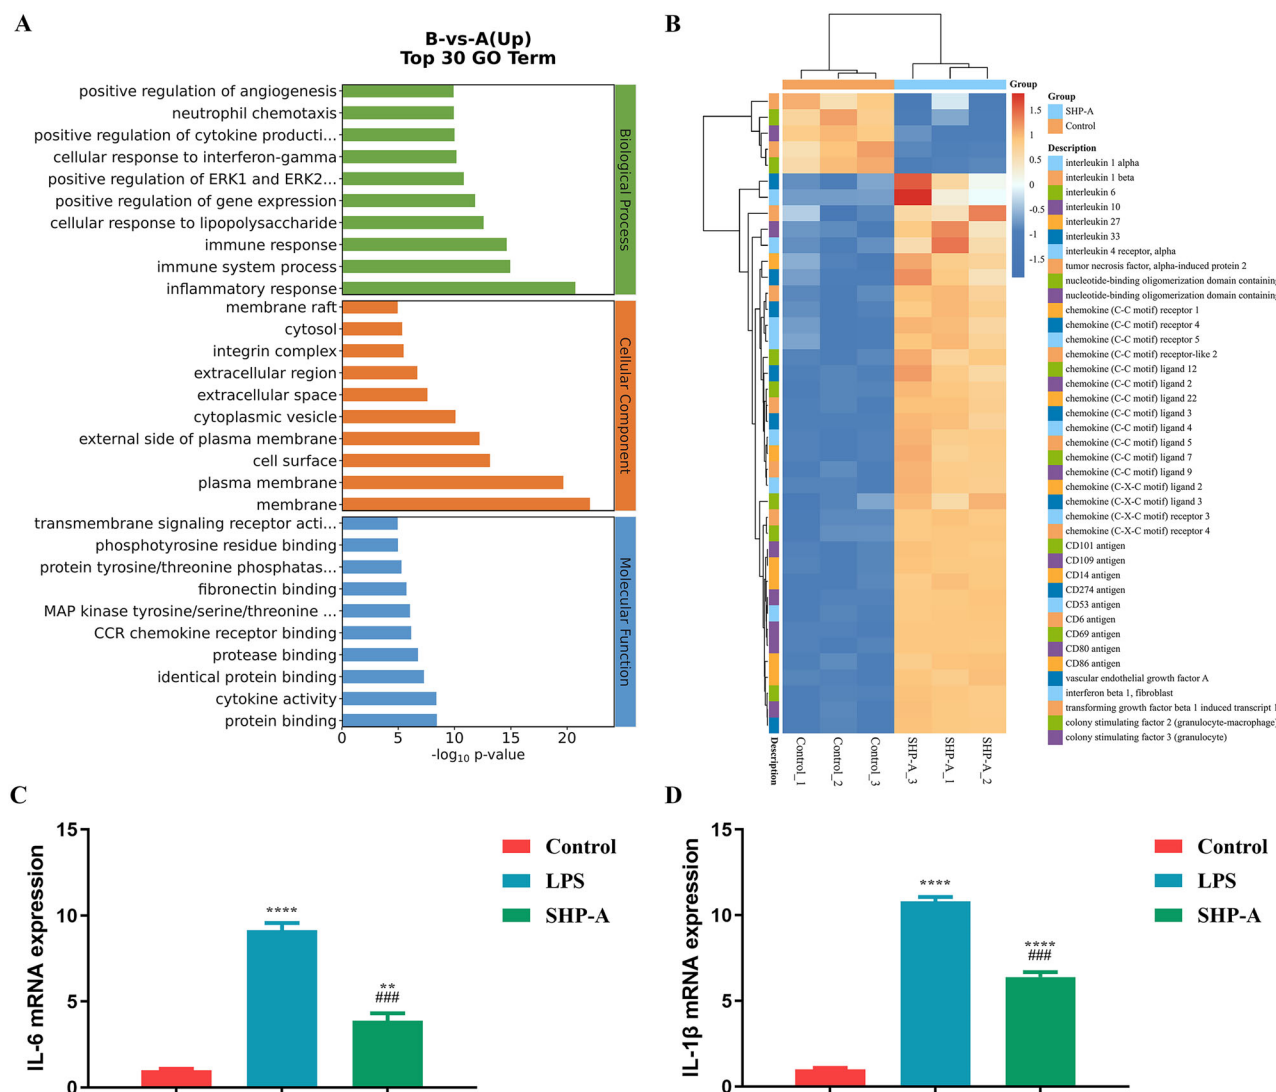 A
B-vs-A(Up)
Top 30 GO Term
positive regulation of angiogenesis
neutrophil chemotaxis
positive regulation of cytokine producti...
cellular response to interferon-gamma
positive regulation of ERK1 and ERK2...
positive regulation of gene expression
cellular response to lipopolysaccharide
immune response
immune system process
inflammatory response
Biological Process
membrane raft
cytosol
integrin complex
extracellular region
extracellular space
cytoplasmic vesicle
external side of plasma membrane
cell surface
plasma membrane
membrane
Cellular Component
transmembrane signaling receptor acti...
phosphotyrosine residue binding
protein tyrosine/threonine phosphatas...
fibronectin binding
MAP kinase tyrosine/serine/threonine ...
CCR chemokine receptor binding
protease binding
identical protein binding
cytokine activity
protein binding
Molecular Function
0 5 10 15 20
-log10 p-value
B
Group
1.5
1
0.5
0
-0.5
-1
-1.5
Group
SHP-A
Control
Description
interleukin 1 alpha
interleukin 1 beta
interleukin 6
interleukin 10
interleukin 27
interleukin 33
interleukin 4 receptor, alpha
tumor necrosis factor, alpha-induced protein 2
nucleotide-binding oligomerization domain containing
nucleotide-binding oligomerization domain containing
chemokine (C-C motif) receptor 1
chemokine (C-C motif) receptor 4
chemokine (C-C motif) receptor 5
chemokine (C-C motif) receptor-like 2
chemokine (C-C motif) ligand 12
chemokine (C-C motif) ligand 2
chemokine (C-C motif) ligand 22
chemokine (C-C motif) ligand 3
chemokine (C-C motif) ligand 4
chemokine (C-C motif) ligand 5
chemokine (C-C motif) ligand 7
chemokine (C-C motif) ligand 9
chemokine (C-X-C motif) ligand 2
chemokine (C-X-C motif) ligand 3
chemokine (C-X-C motif) receptor 3
chemokine (C-X-C motif) receptor 4
CD101 antigen
CD109 antigen
CD14 antigen
CD274 antigen
CD53 antigen
CD6 antigen
CD69 antigen
CD80 antigen
CD86 antigen
vascular endothelial growth factor A
interferon beta 1, fibroblast
transforming growth factor beta 1 induced transcript 1
colony stimulating factor 2 (granulocyte-macrophage)
colony stimulating factor 3 (granulocyte)
Description
Control_1
Control_2
Control_3
SHP-A_3
SHP-A_1
SHP-A_2
C
IL-6 mRNA expression
15
10
5
0
****
**
###
Control
LPS
SHP-A
D
IL-1β mRNA expression
15
10
5
0
****
****
###
Control
LPS
SHP-A